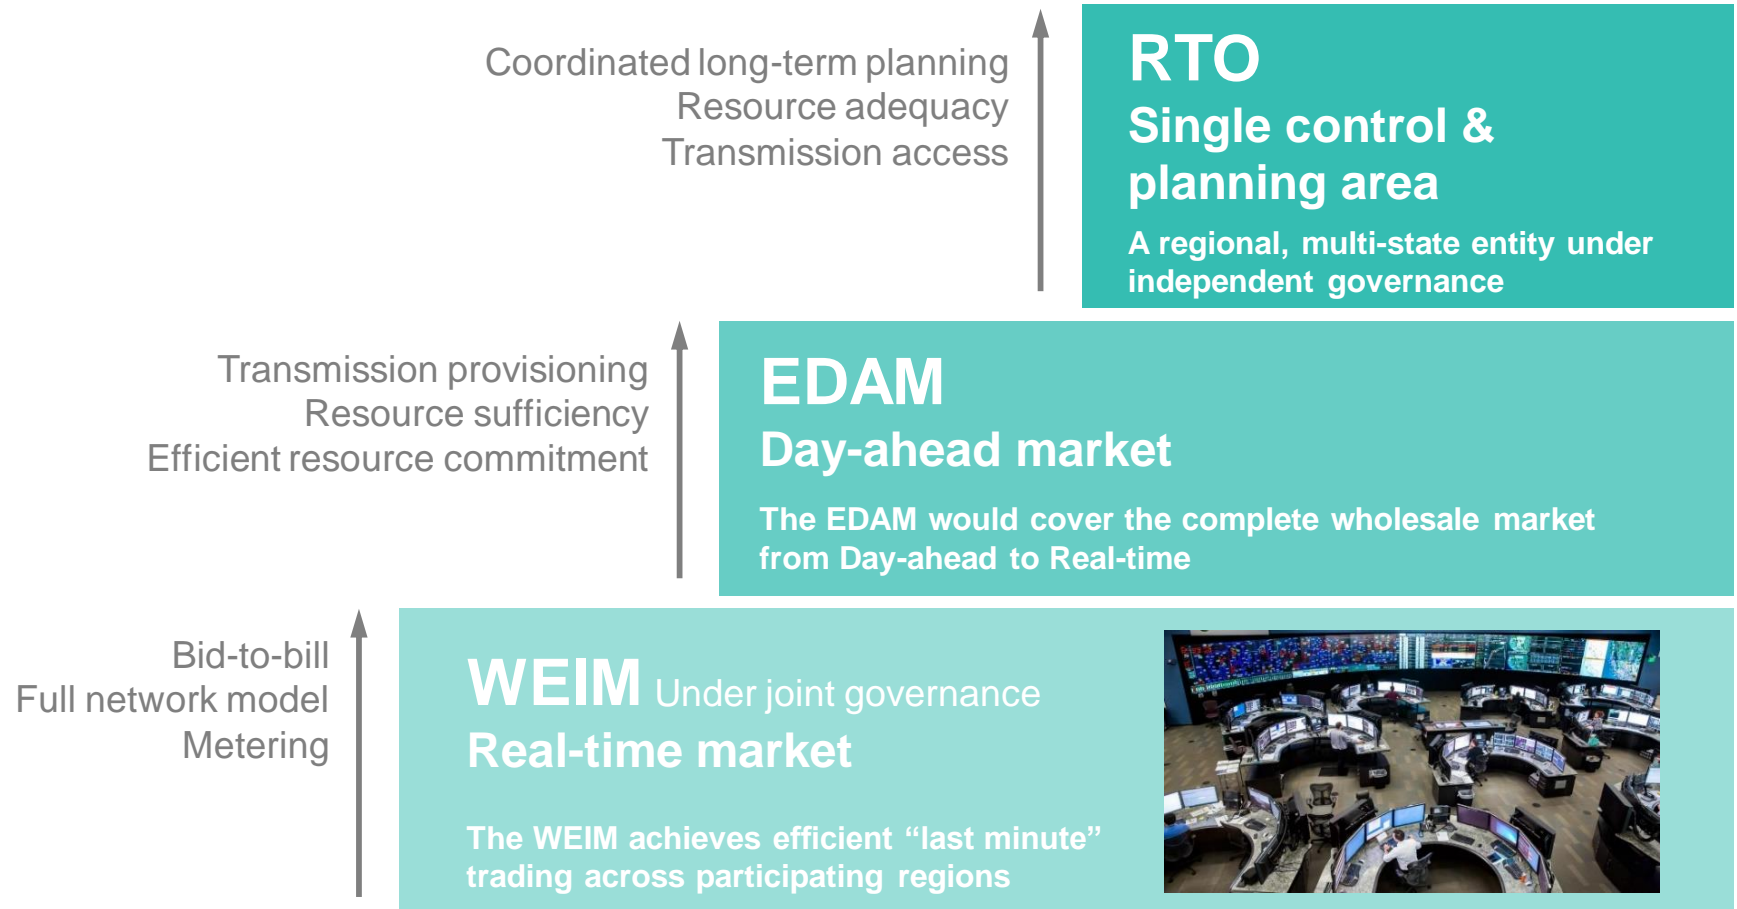 Coordinated long-term planning
Resource adequacy
Transmission access
RTO
Single control &
planning area
A regional, multi-state entity under
independent governance
Transmission provisioning
Resource sufficiency
Efficient resource commitment
EDAM
Day-ahead market
The EDAM would cover the complete wholesale market
from Day-ahead to Real-time
Bid-to-bill
Full network model
Metering
WEIM Under joint governance
Real-time market
The WEIM achieves efficient “last minute”
trading across participating regions